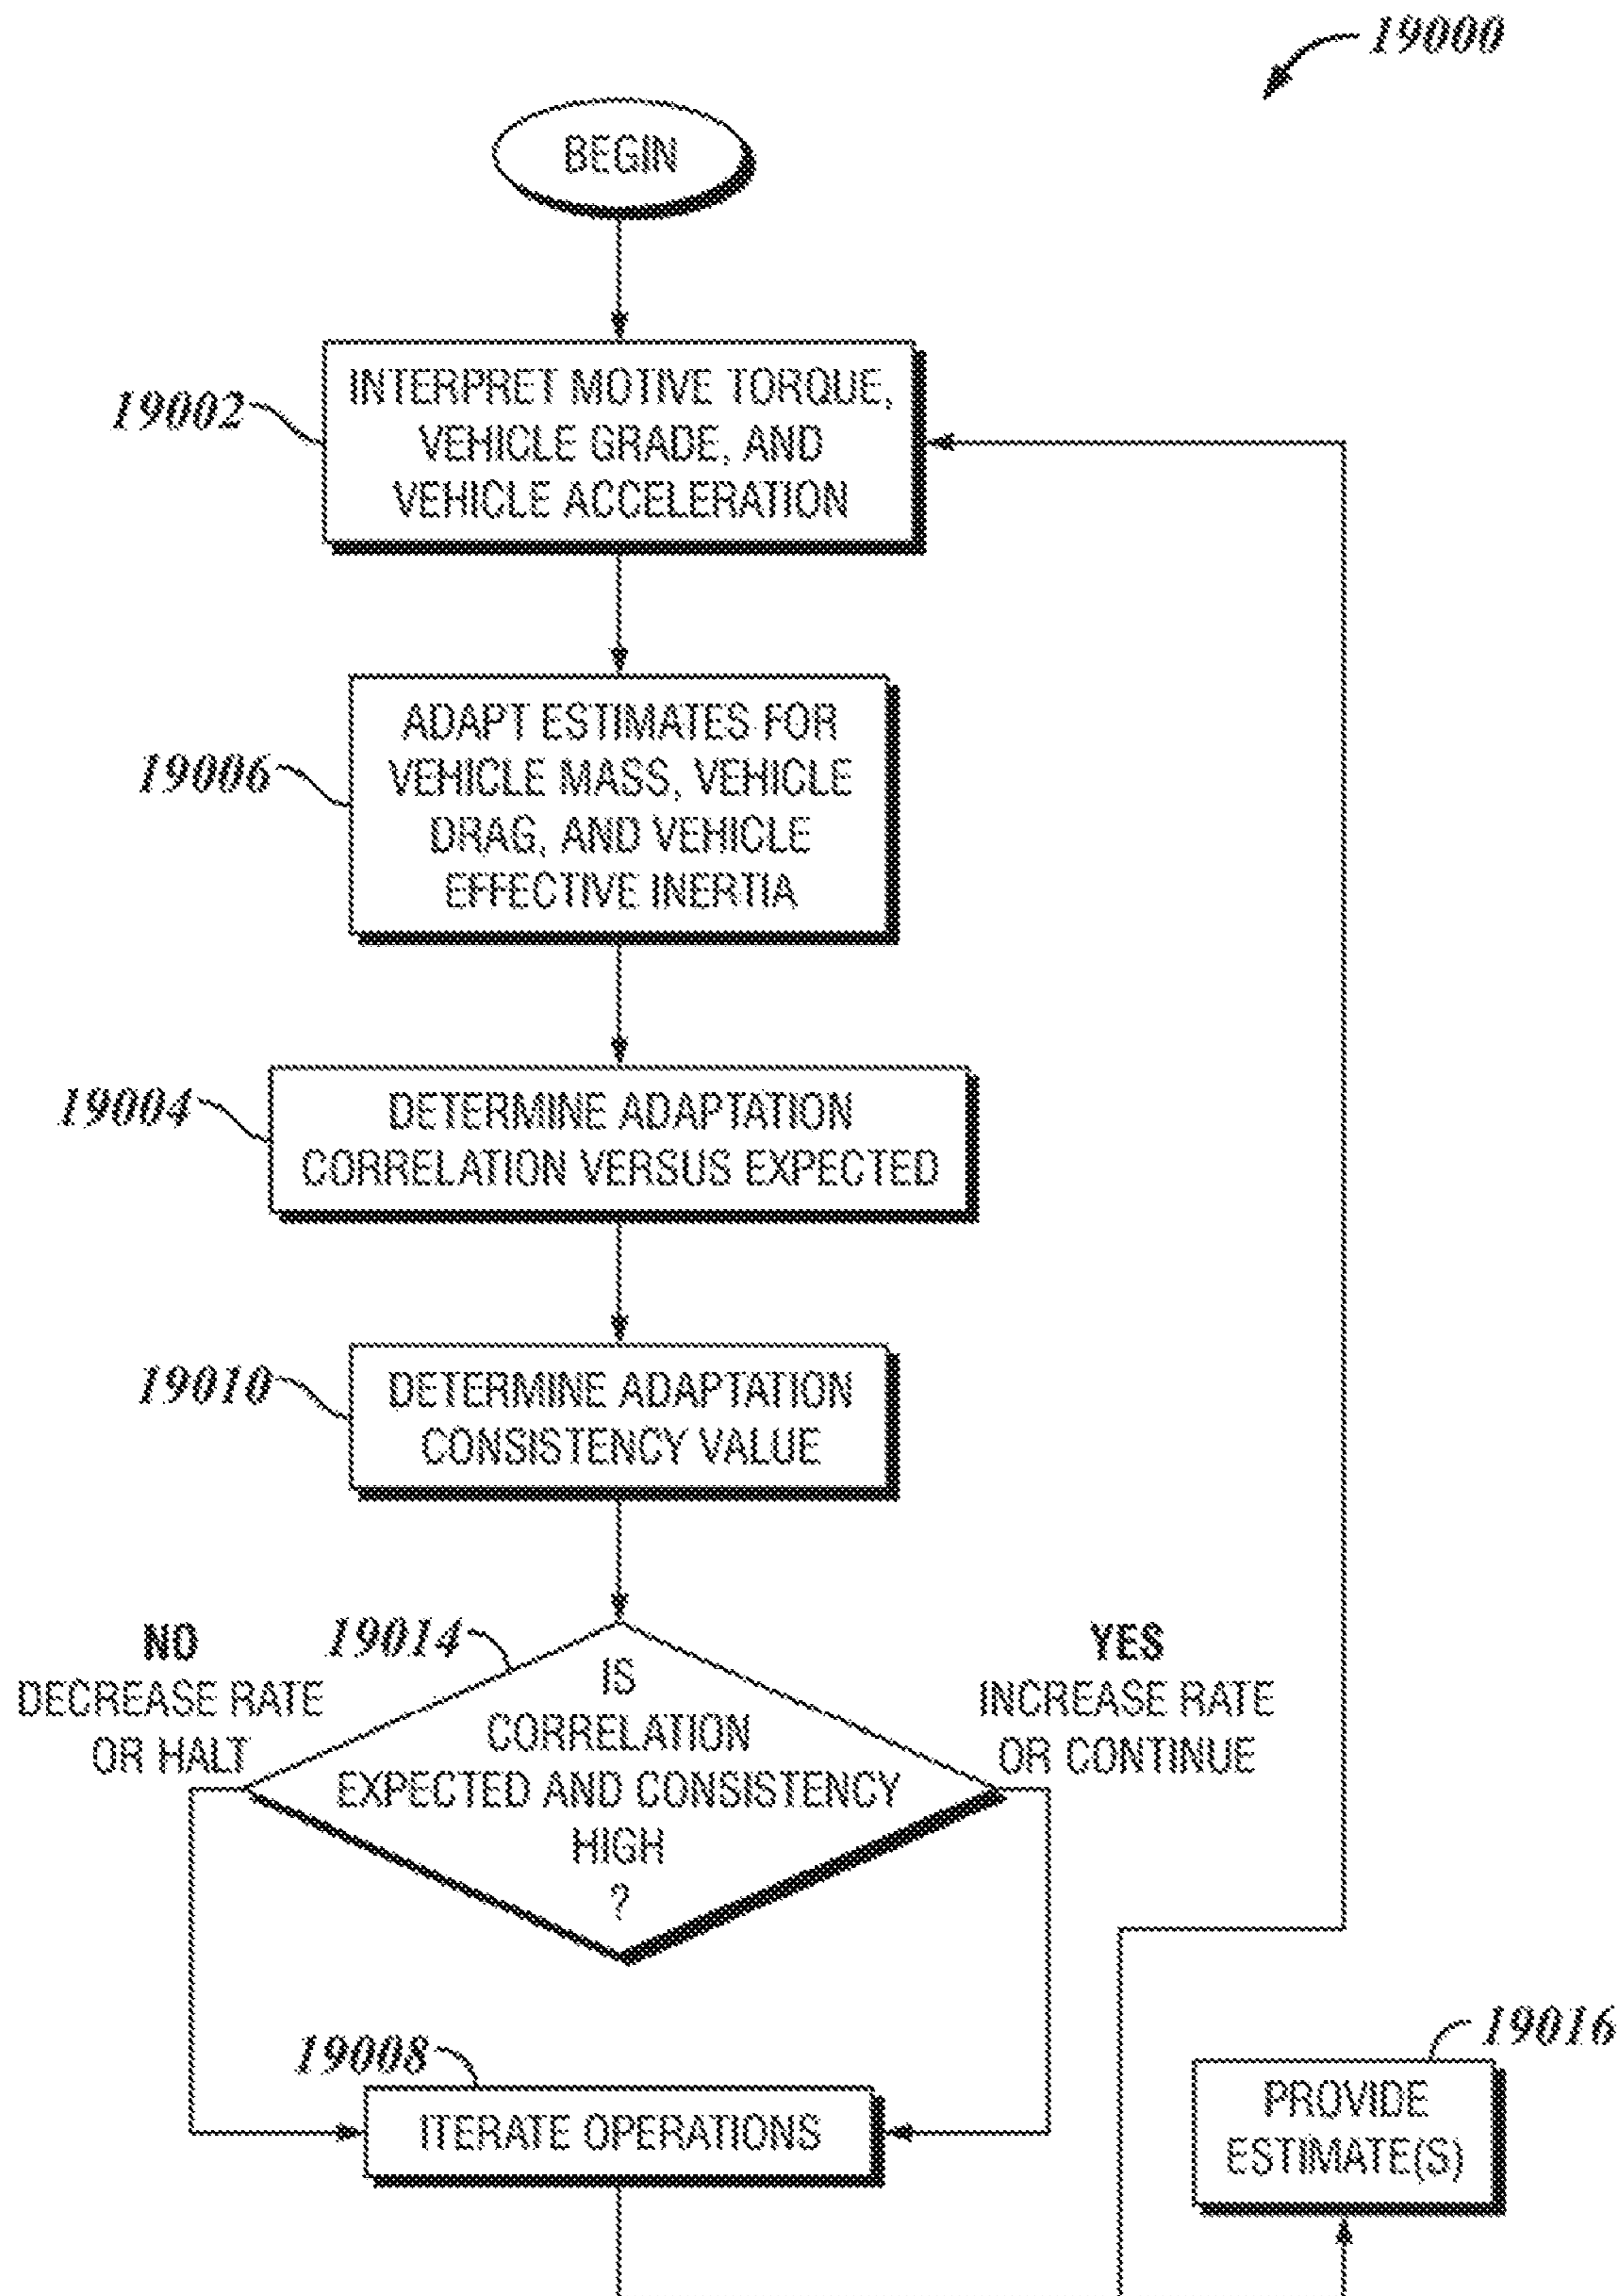 19000
BEGIN
19002
INTERPRET MOTIVE TORQUE,
VEHICLE GRADE, AND
VEHICLE ACCELERATION
19006
ADAPT ESTIMATES FOR
VEHICLE MASS, VEHICLE
DRAG, AND VEHICLE
EFFECTIVE INERTIA
19004
DETERMINE ADAPTATION
CORRELATION VERSUS EXPECTED
19010
DETERMINE ADAPTATION
CONSISTENCY VALUE
NO
DECREASE RATE
OR HALT
19014
IS
CORRELATION
EXPECTED AND CONSISTENCY
HIGH
?
YES
INCREASE RATE
OR CONTINUE
19008
ITERATE OPERATIONS
19016
PROVIDE
ESTIMATE(S)